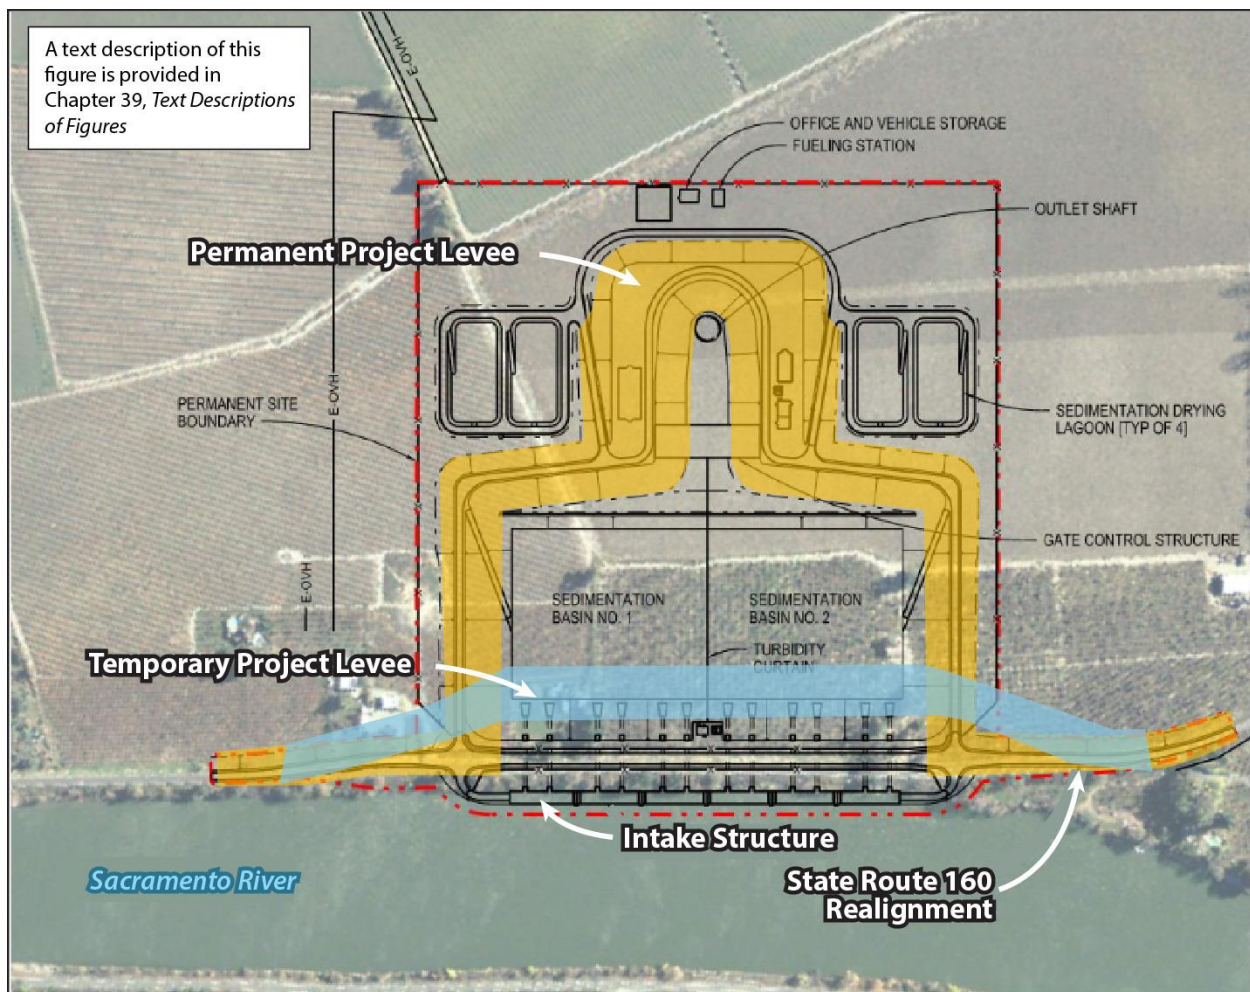 A text description of this
figure is provided in
Chapter 39, Text Descriptions
of Figures
E-OVH
OFFICE AND VEHICLE STORAGE
FUELING STATION
OUTLET SHAFT
Permanent Project Levee
PERMANENT SITE
BOUNDARY
E-OVH
SEDIMENTATION DRYING
LAGOON [TYP OF 4]
GATE CONTROL STRUCTURE
E-OVH
SEDIMENTATION
BASIN NO. 1
SEDIMENTATION
BASIN NO. 2
TURBIDITY
CURTAIN
Temporary Project Levee
Intake Structure
Sacramento River
State Route 160
Realignment